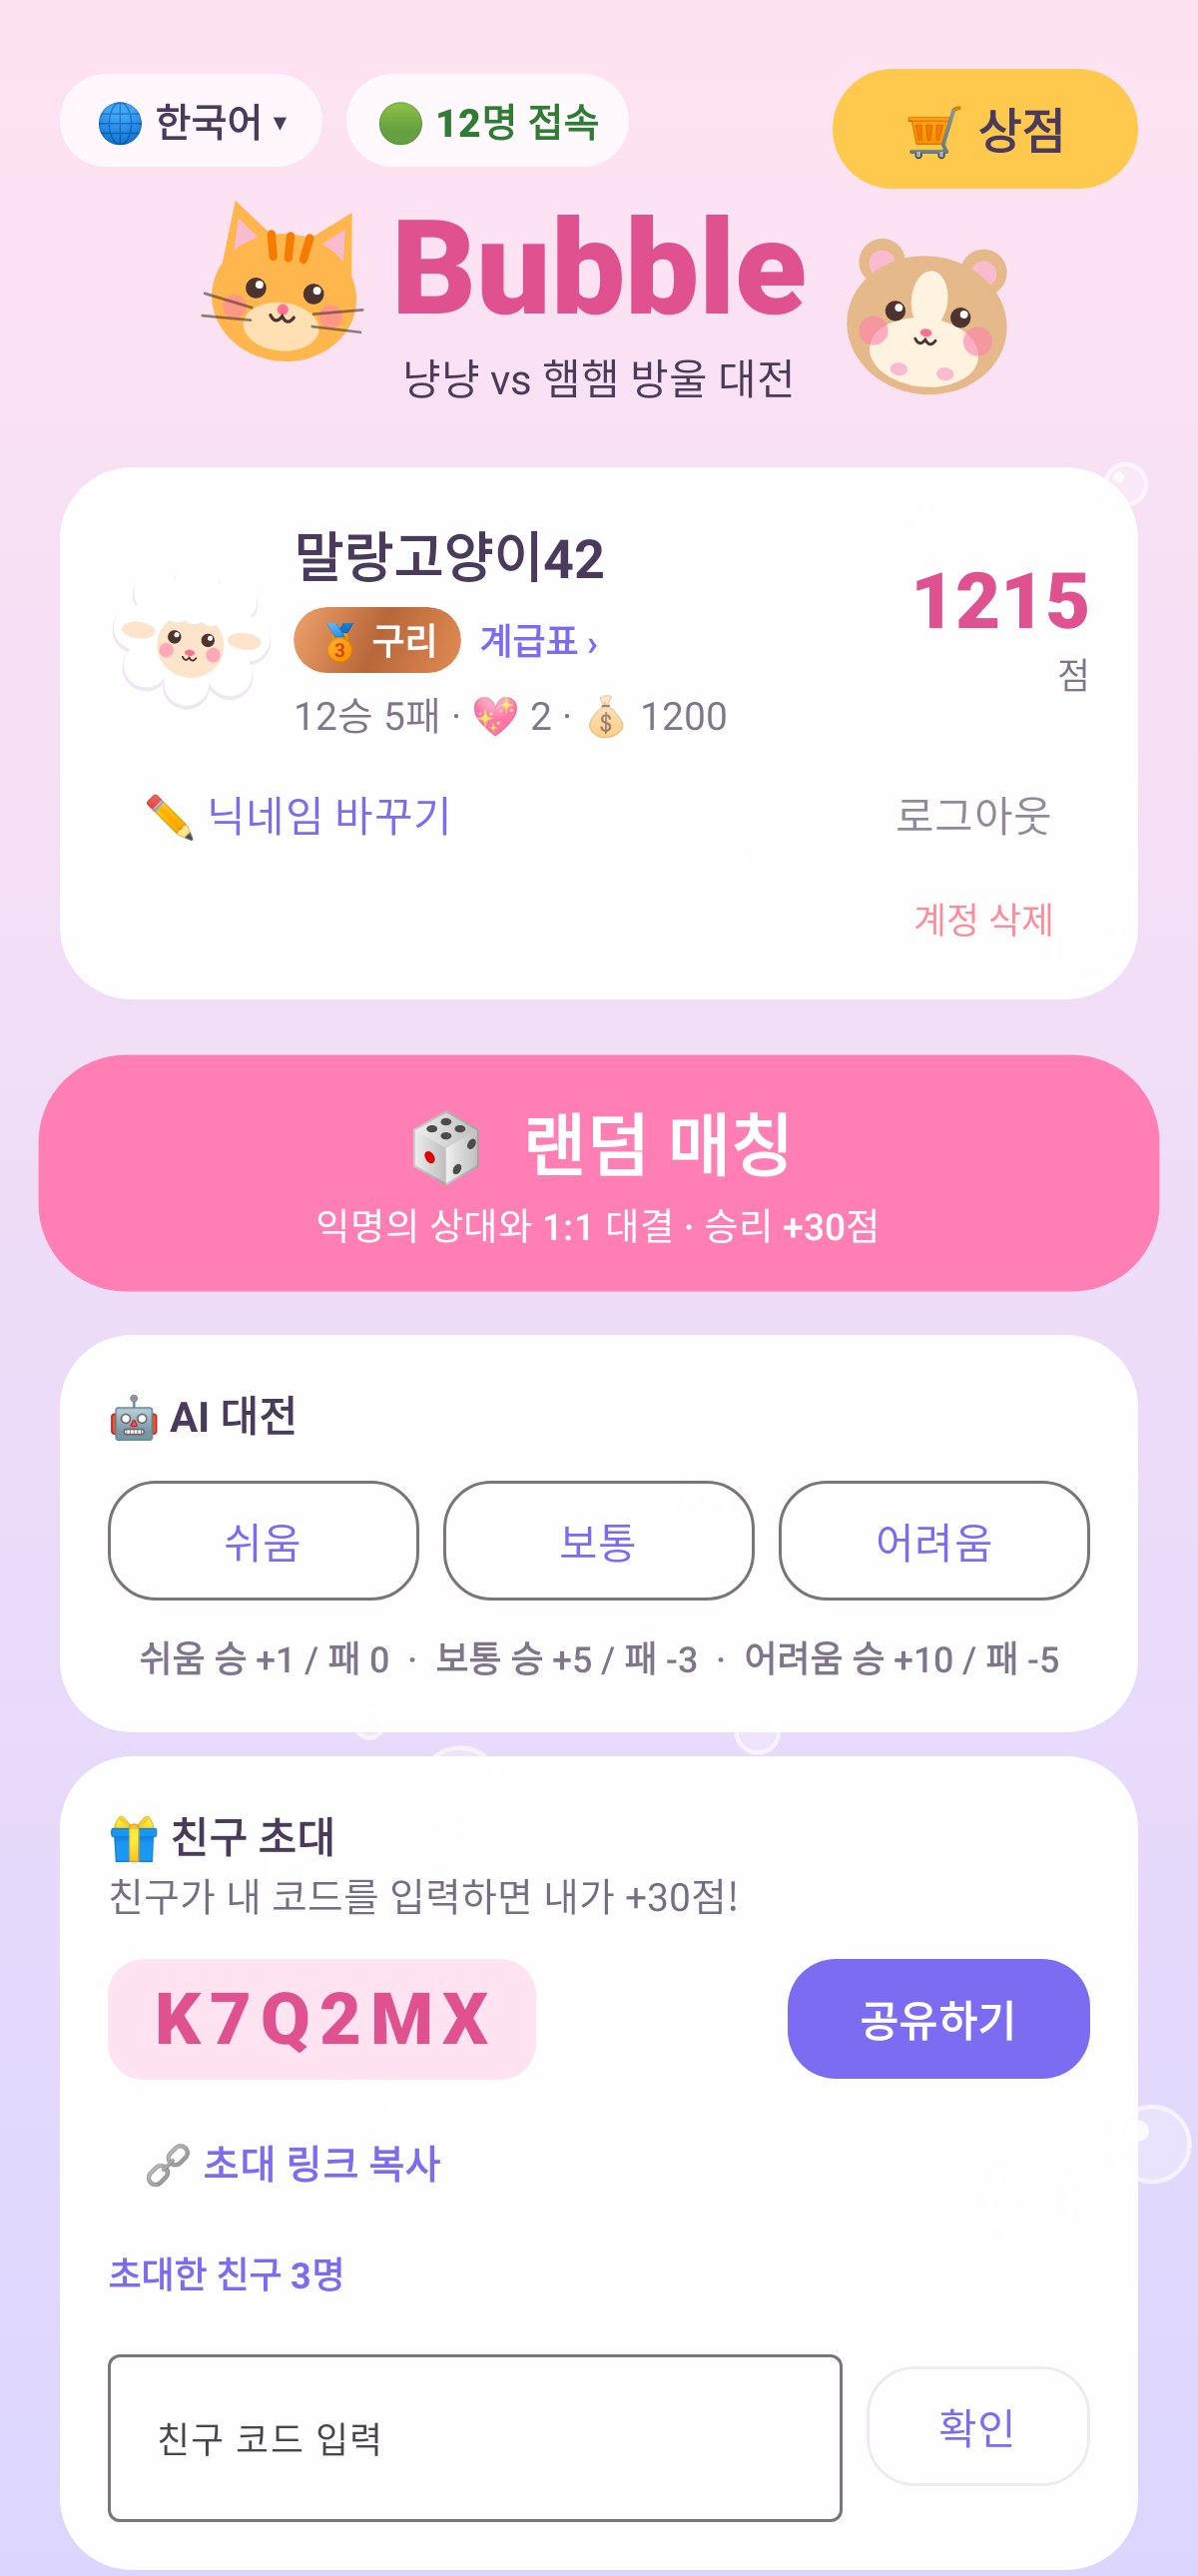 🌐 한국어 ▾
🟢 12명 접속
🛒 상점
Bubble
냥냥 vs 햄햄 방울 대전
말랑고양이42
🥉 구리 계급표 ›
12승 5패 · 💖 2 · 💰 1200
1215
점
✏️ 닉네임 바꾸기
로그아웃
계정 삭제
🎲 랜덤 매칭
익명의 상대와 1:1 대결 · 승리 +30점
🤖 AI 대전
쉬움
보통
어려움
쉬움 승 +1 / 패 0 · 보통 승 +5 / 패 -3 · 어려움 승 +10 / 패 -5
🎁 친구 초대
친구가 내 코드를 입력하면 내가 +30점!
K7Q2MX
공유하기
🔗 초대 링크 복사
초대한 친구 3명
친구 코드 입력
확인